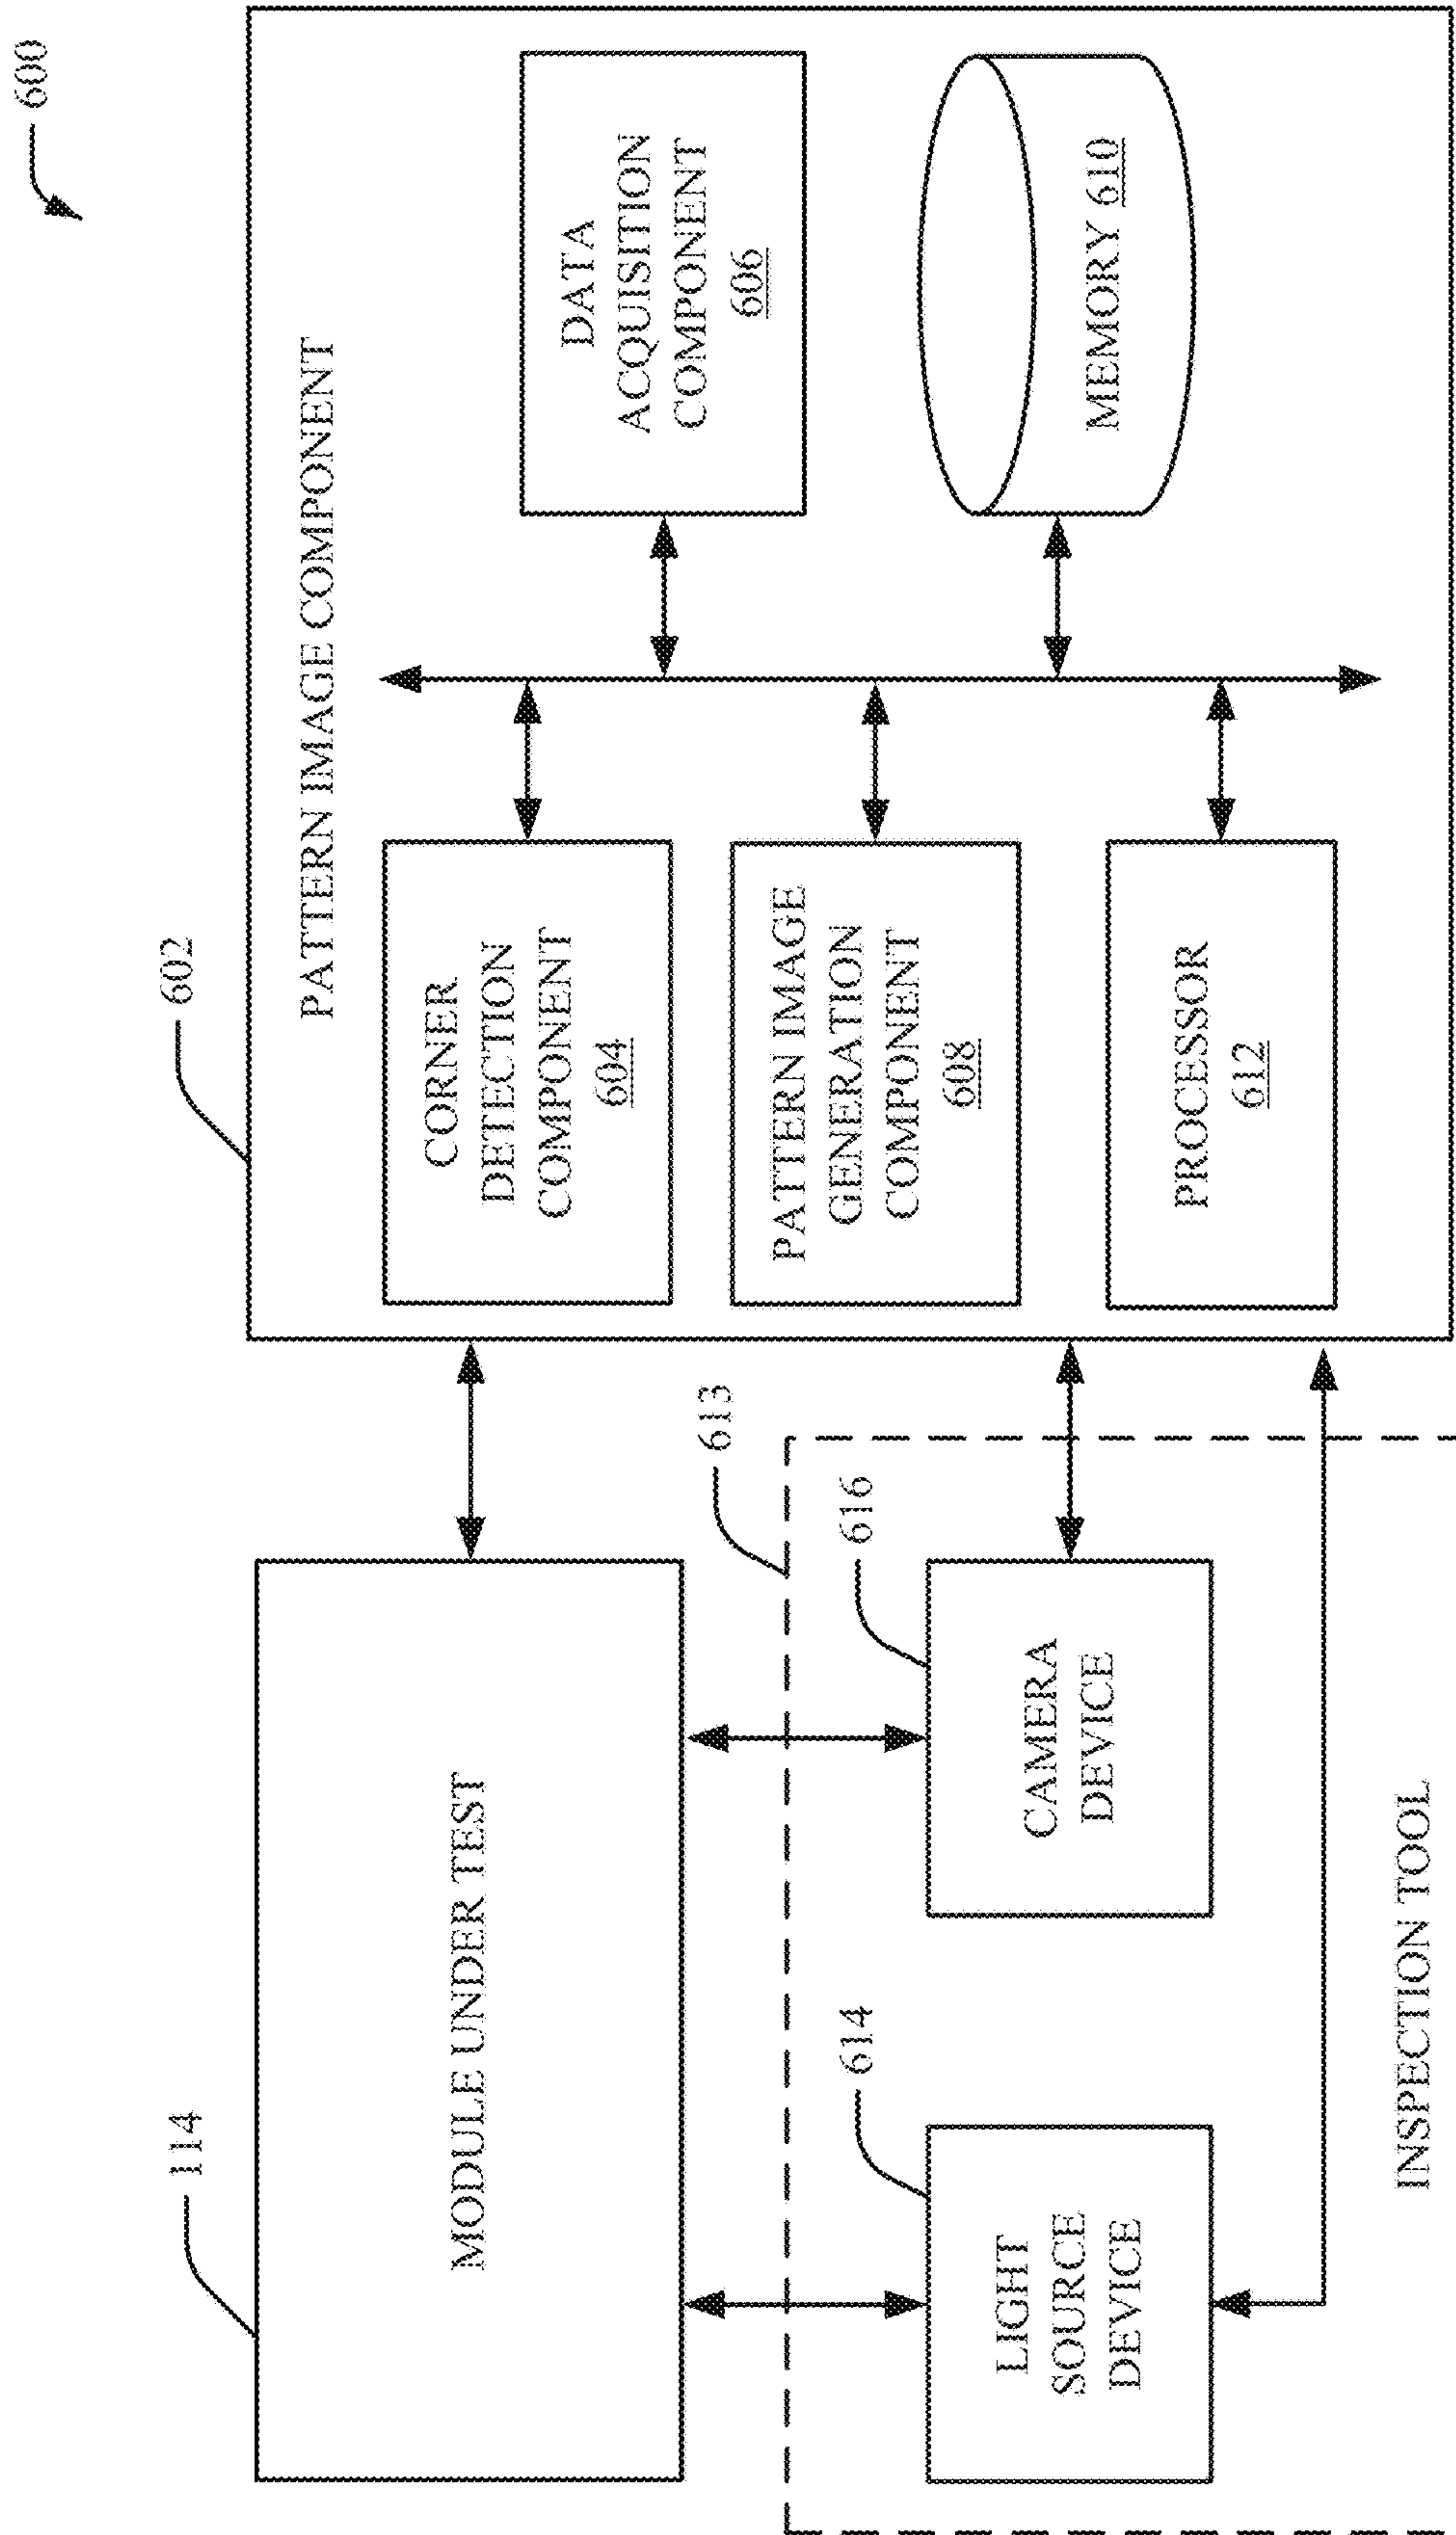 600
602
PATTERN IMAGE COMPONENT
114
MODULE UNDER TEST
CORNER
DETECTION
COMPONENT
604
DATA
ACQUISITION
COMPONENT
606
613
PATTERN IMAGE
GENERATION
COMPONENT
608
614
616
LIGHT
SOURCE
DEVICE
CAMERA
DEVICE
MEMORY 610
PROCESSOR
612
INSPECTION TOOL